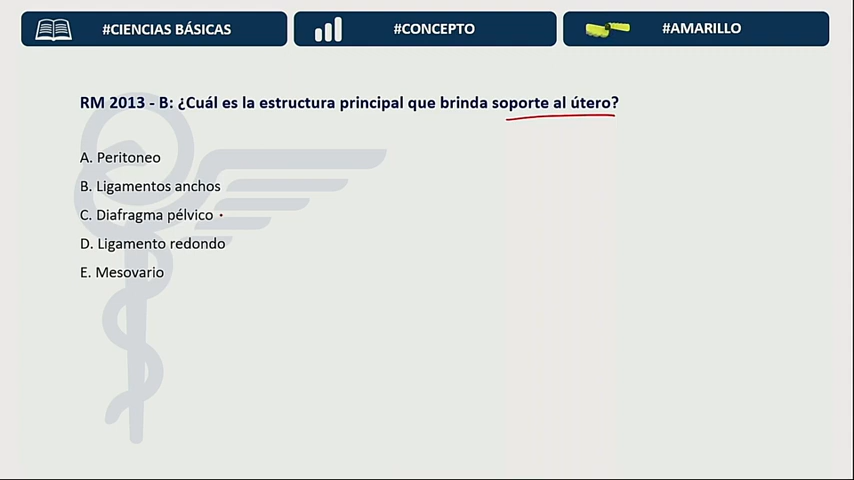 #CIENCIAS BÁSICAS
#CONCEPTO
#AMARILLO
RM 2013 - B: ¿Cuál es la estructura principal que brinda soporte al útero?
A. Peritoneo
B. Ligamentos anchos
C. Diafragma pélvico
D. Ligamento redondo
E. Mesovario